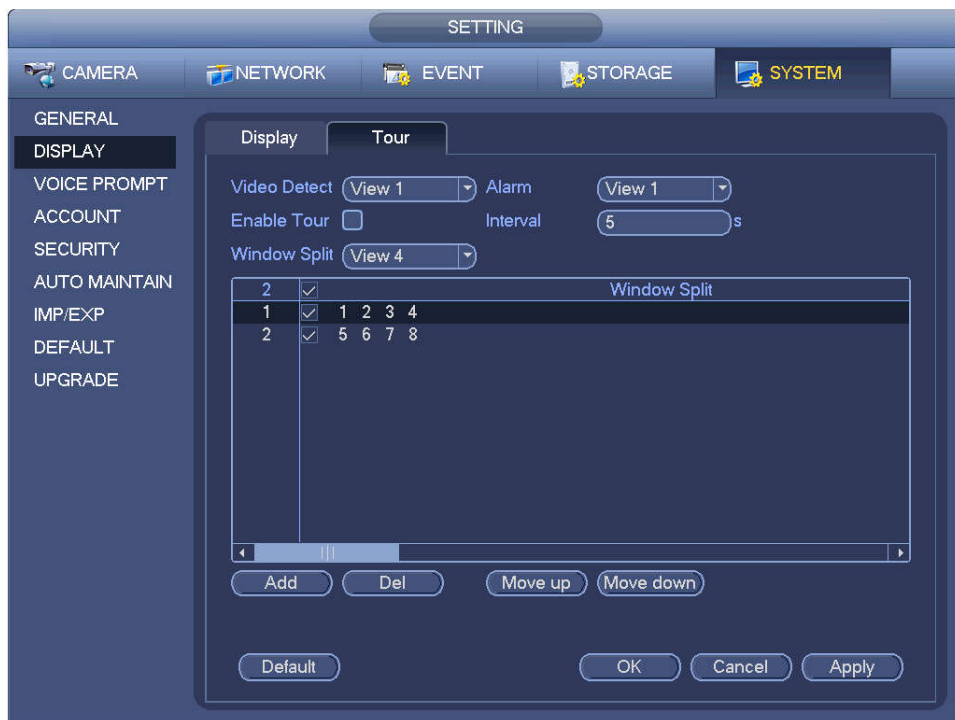 SETTING
CAMERA NETWORK EVENT STORAGE SYSTEM
GENERAL
DISPLAY
VOICE PROMPT
ACCOUNT
SECURITY
AUTO MAINTAIN
IMP/EXP
DEFAULT
UPGRADE
Display Tour
Video Detect View 1 Alarm View 1
Enable Tour Interval 5 s
Window Split View 4
2 Window Split
1 1 2 3 4
2 5 6 7 8
Add Del Move up Move down
Default OK Cancel Apply